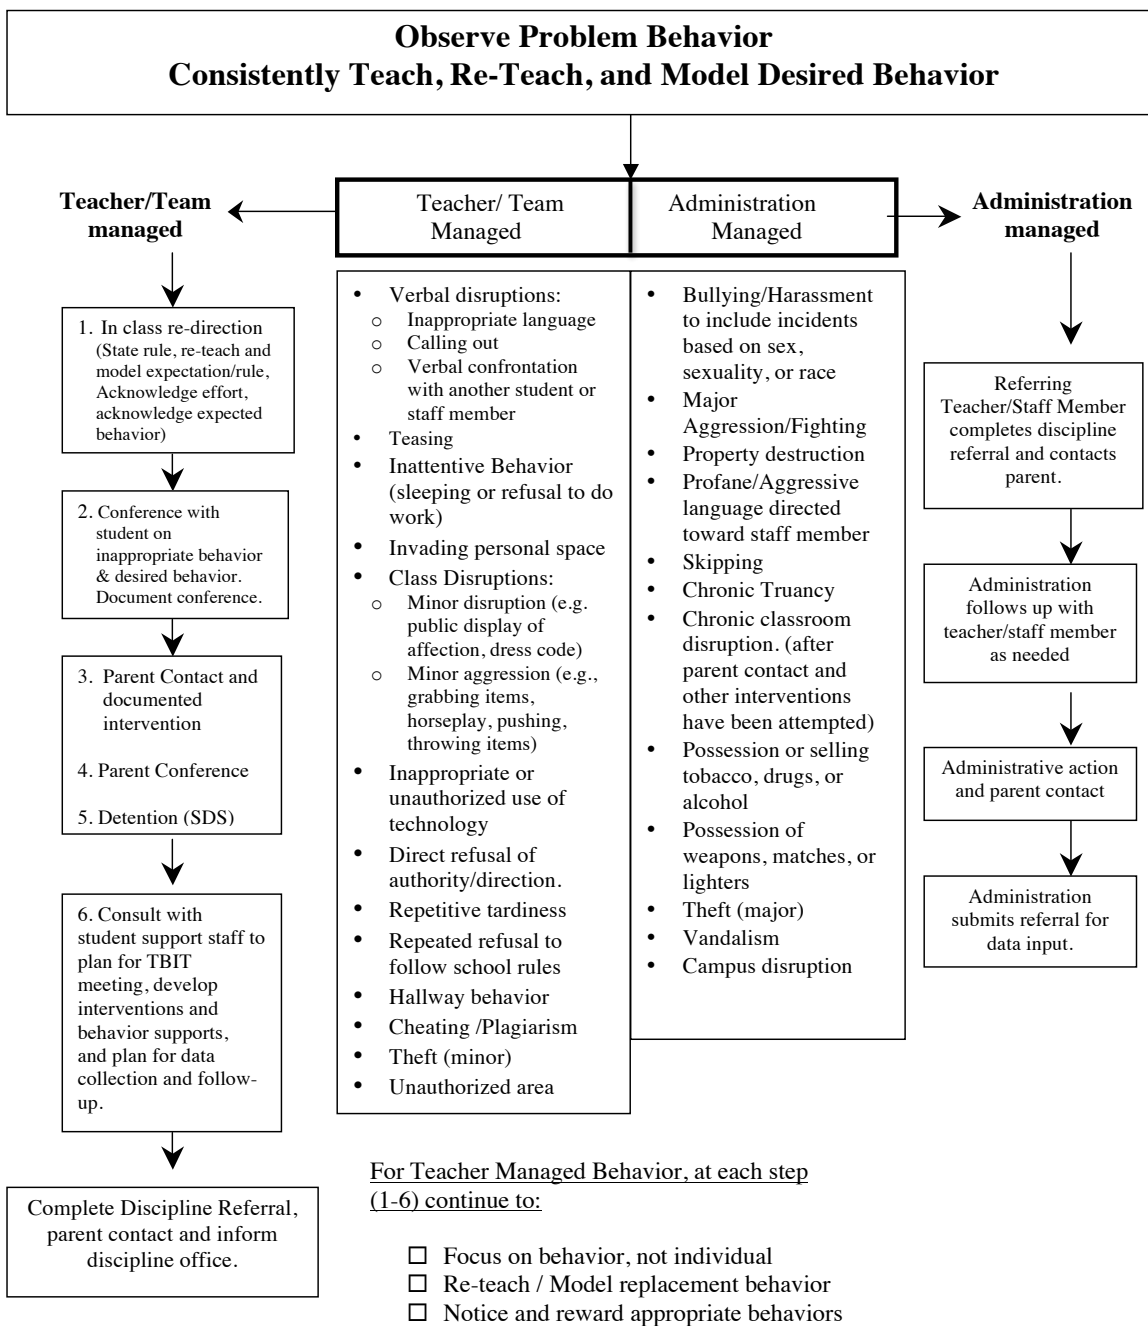 Observe Problem Behavior
Consistently Teach, Re-Teach, and Model Desired Behavior
Teacher/Team
managed
1. In class re-direction
(State rule, re-teach and
model expectation/rule,
Acknowledge effort,
acknowledge expected
behavior)
2. Conference with
student on
inappropriate behavior
& desired behavior.
Document conference.
3. Parent Contact and
documented
intervention
4. Parent Conference
5. Detention (SDS)
6. Consult with
student support staff to
plan for TBIT
meeting, develop
interventions and
behavior supports,
and plan for data
collection and follow-
up.
Complete Discipline Referral,
parent contact and inform
discipline office.
Teacher/ Team
Managed
• Verbal disruptions:
o Inappropriate language
o Calling out
o Verbal confrontation
with another student or
staff member
• Teasing
• Inattentive Behavior
(sleeping or refusal to do
work)
• Invading personal space
• Class Disruptions:
o Minor disruption (e.g.
public display of
affection, dress code)
o Minor aggression (e.g.,
grabbing items,
horseplay, pushing,
throwing items)
• Inappropriate or
unauthorized use of
technology
• Direct refusal of
authority/direction.
• Repetitive tardiness
• Repeated refusal to
follow school rules
• Hallway behavior
• Cheating /Plagiarism
• Theft (minor)
• Unauthorized area
Administration
Managed
• Bullying/Harassment
to include incidents
based on sex,
sexuality, or race
• Major
Aggression/Fighting
• Property destruction
• Profane/Aggressive
language directed
toward staff member
• Skipping
• Chronic Truancy
• Chronic classroom
disruption. (after
parent contact and
other interventions
have been attempted)
• Possession or selling
tobacco, drugs, or
alcohol
• Possession of
weapons, matches, or
lighters
• Theft (major)
• Vandalism
• Campus disruption
Administration
managed
Referring
Teacher/Staff Member
completes discipline
referral and contacts
parent.
Administration
follows up with
teacher/staff member
as needed
Administrative action
and parent contact
Administration
submits referral for
data input.
For Teacher Managed Behavior, at each step
(1-6) continue to:
☐ Focus on behavior, not individual
☐ Re-teach / Model replacement behavior
☐ Notice and reward appropriate behaviors